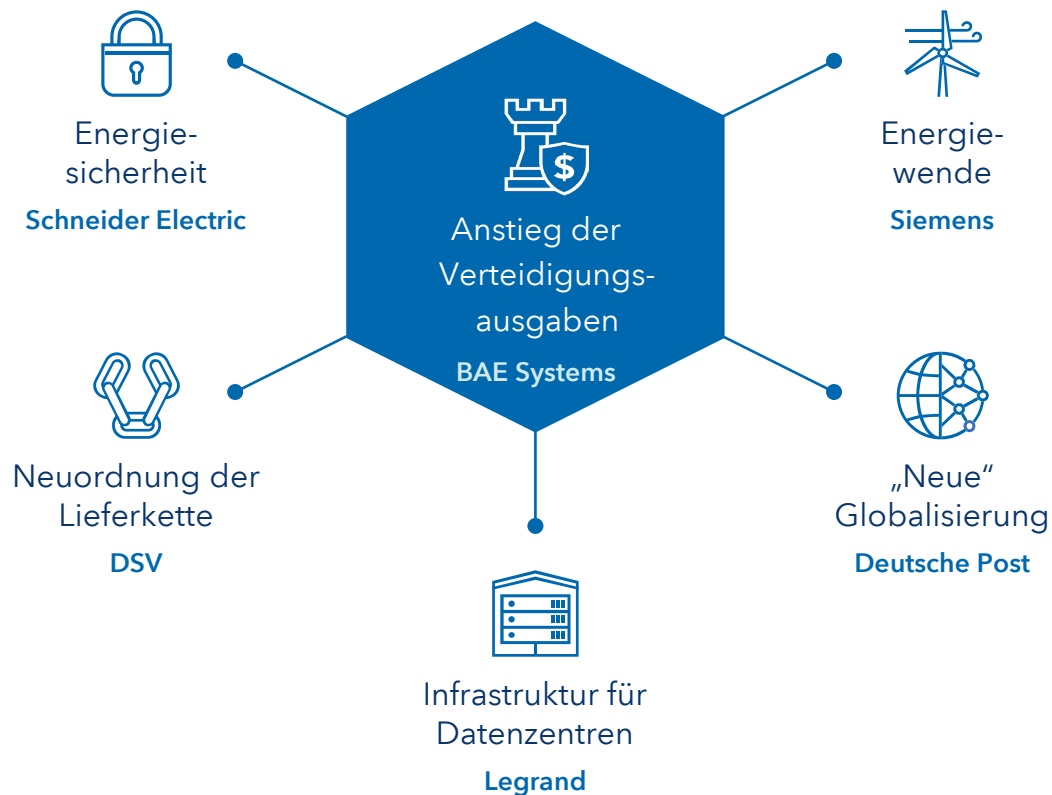 Energie-
sicherheit
Schneider Electric
$
Anstieg der
Verteidigungs-
ausgaben
BAE Systems
Energie-
wende
Siemens
Neuordnung der
Lieferkette
DSV
„Neue“
Globalisierung
Deutsche Post
Infrastruktur für
Datenzentren
Legrand